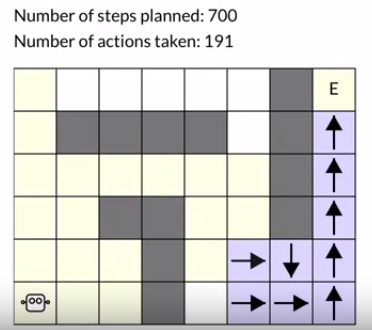 Number of steps planned: 700
Number of actions taken: 191
E